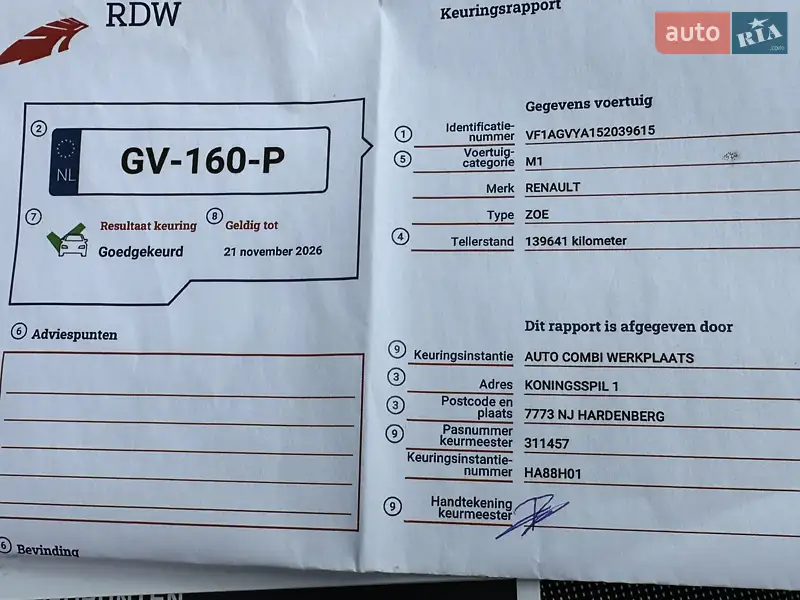 RDW
Keuringsrapport
auto RIA .com
2
NL
GV-160-P
7
Resultaat keuring
Goedgekeurd
8
Geldig tot
21 november 2026
6 Adviespunten
6 Bevinding
Gegevens voertuig
1 Identificatie-
nummer VF1AGVYA152039615
5 Voertuig-
categorie M1
Merk RENAULT
Type ZOE
4 Tellerstand 139641 kilometer
Dit rapport is afgegeven door
9 Keuringsinstantie AUTO COMBI WERKPLAATS
3 Adres KONINGSSPIL 1
3 Postcode en
plaats 7773 NJ HARDENBERG
9 Pasnummer
keurmeester 311457
Keuringsinstantie-
nummer HA88H01
9 Handtekening
keurmeester